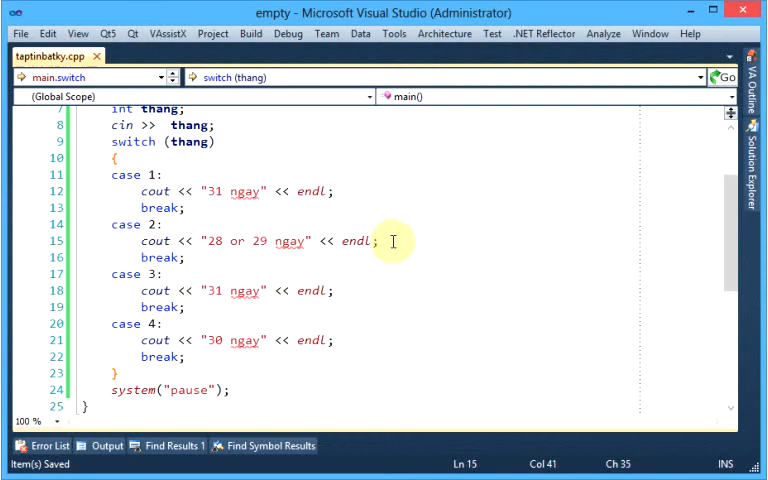 empty - Microsoft Visual Studio (Administrator)
File Edit View Qt5 Qt VAssistX Project Build Debug Team Data Tools Architecture Test .NET Reflector Analyze Window Help
taptinbatky.cpp
main.switch switch (thang) Go
(Global Scope) main()
7 int thang;
8 cin >> thang;
9 switch (thang)
10 {
11 case 1:
12 cout << "31 ngay" << endl;
13 break;
14 case 2:
15 cout << "28 or 29 ngay" << endl;
16 break;
17 case 3:
18 cout << "31 ngay" << endl;
19 break;
20 case 4:
21 cout << "30 ngay" << endl;
22 break;
23 }
24 system("pause");
25 }
100 %
Error List Output Find Results 1 Find Symbol Results
Item(s) Saved Ln 15 Col 41 Ch 35 INS
VA Outline
Solution Explorer